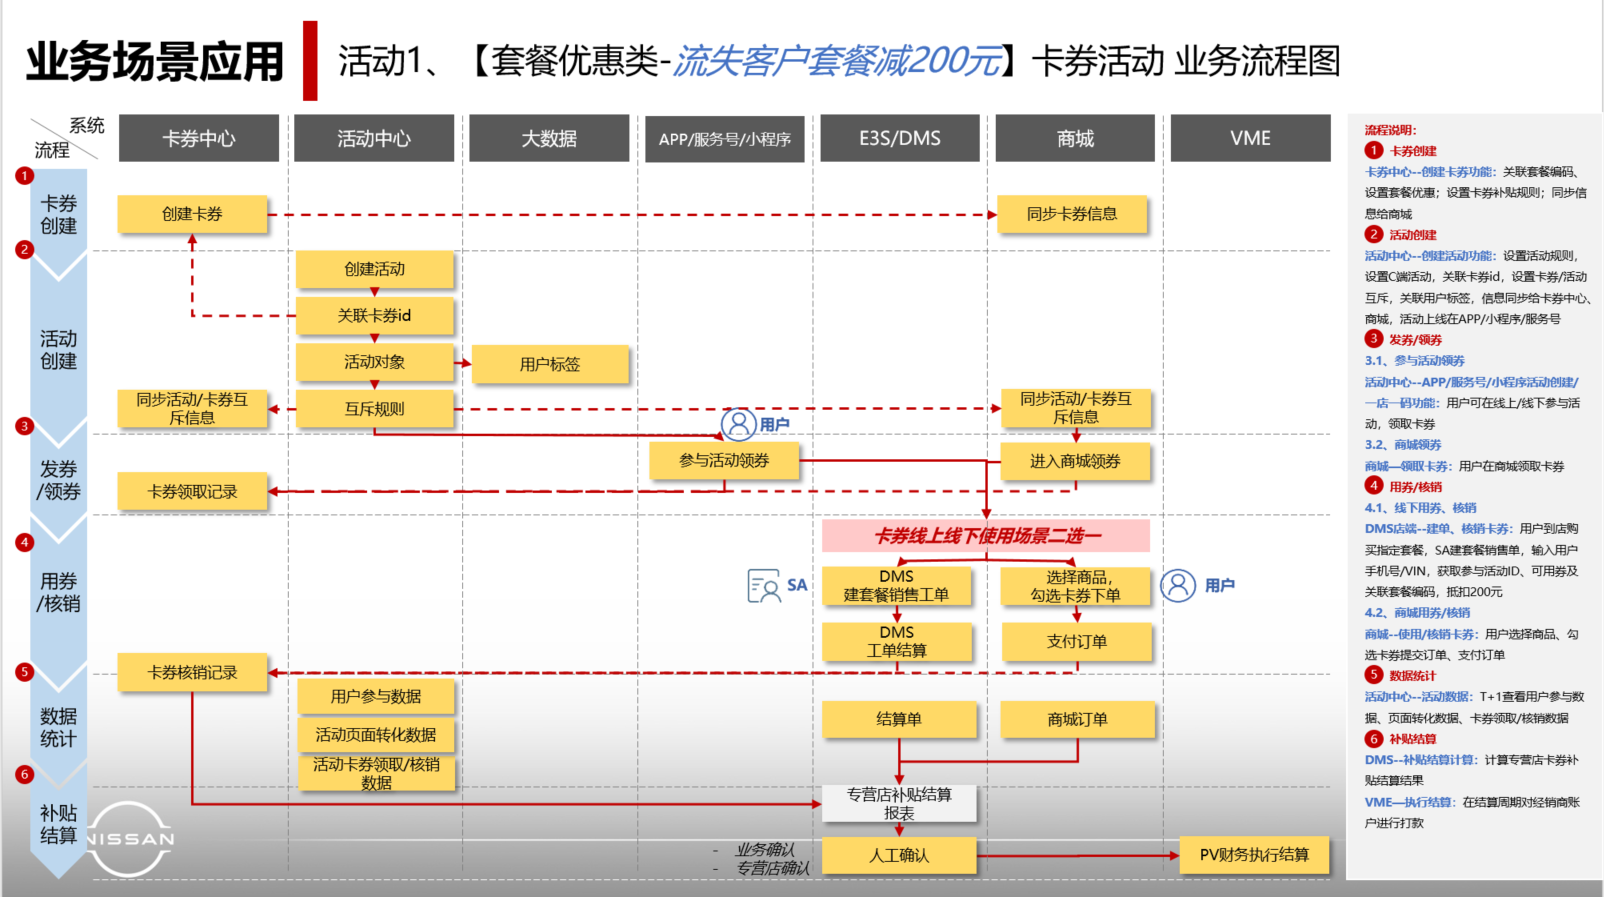 业务场景应用
活动1、【套餐优惠类-流失客户套餐减200元】卡券活动 业务流程图
系统
流程
卡券中心
活动中心
大数据
APP/服务号/小程序
E3S/DMS
商城
VME
1
卡券
创建
创建卡券
同步卡券信息
2
活动
创建
创建活动
关联卡券id
活动对象
用户标签
同步活动/卡券互
斥信息
互斥规则
同步活动/卡券互
斥信息
用户
3
发券
/领券
参与活动领券
进入商城领券
卡券领取记录
4
用券
/核销
卡券线上线下使用场景二选一
SA
DMS
建套餐销售工单
选择商品，
勾选卡券下单
用户
DMS
工单结算
支付订单
卡券核销记录
5
数据
统计
用户参与数据
活动页面转化数据
活动卡券领取/核销
数据
结算单
商城订单
6
补贴
结算
专营店补贴结算
报表
- 业务确认
- 专营店确认
人工确认
PV财务执行结算
NISSAN
流程说明：
1 卡券创建
卡券中心--创建卡券功能：关联套餐编码、
设置套餐优惠；设置卡券补贴规则；同步信
息给商城
2 活动创建
活动中心--创建活动功能：设置活动规则，
设置C端活动，关联卡券id，设置卡券/活动
互斥，关联用户标签，信息同步给卡券中心、
商城，活动上线在APP/小程序/服务号
3 发券/领券
3.1、参与活动领券
活动中心--APP/服务号/小程序活动创建/
一店一码功能：用户可在线上/线下参与活
动，领取卡券
3.2、商城领券
商城—领取卡券：用户在商城领取卡券
4 用券/核销
4.1、线下用券、核销
DMS店端--建单、核销卡券：用户到店购
买指定套餐，SA建套餐销售单，输入用户
手机号/VIN，获取参与活动ID、可用券及
关联套餐编码，抵扣200元
4.2、商城用券/核销
商城--使用/核销卡券：用户选择商品、勾
选卡券提交订单、支付订单
5 数据统计
活动中心--活动数据：T+1查看用户参与数
据、页面转化数据、卡券领取/核销数据
6 补贴结算
DMS--补贴结算计算：计算专营店卡券补
贴结算结果
VME—执行结算：在结算周期对经销商账
户进行打款